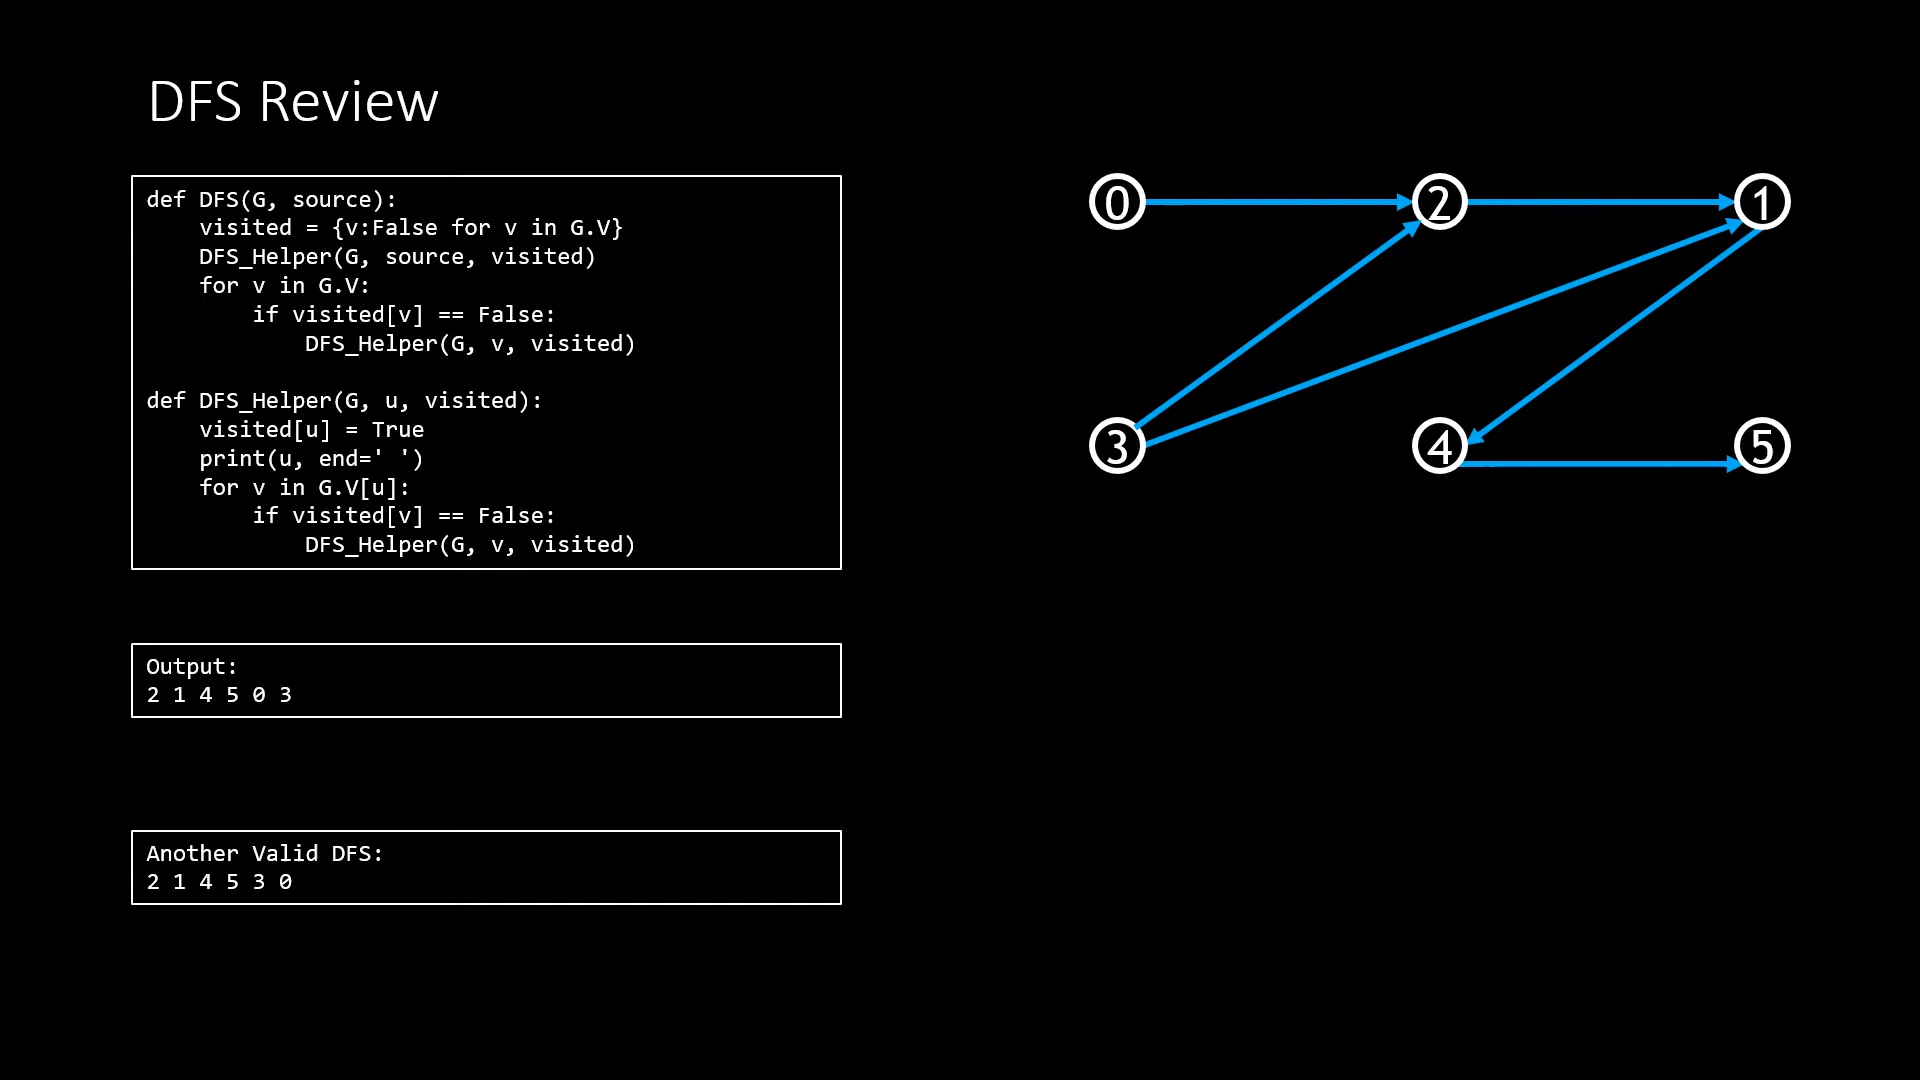 DFS Review
def DFS(G, source):
    visited = {v:False for v in G.V}
    DFS_Helper(G, source, visited)
    for v in G.V:
        if visited[v] == False:
            DFS_Helper(G, v, visited)
def DFS_Helper(G, u, visited):
    visited[u] = True
    print(u, end=' ')
    for v in G.V[u]:
        if visited[v] == False:
            DFS_Helper(G, v, visited)
Output:
2 1 4 5 0 3
Another Valid DFS:
2 1 4 5 3 0
0 2 1
3 4 5